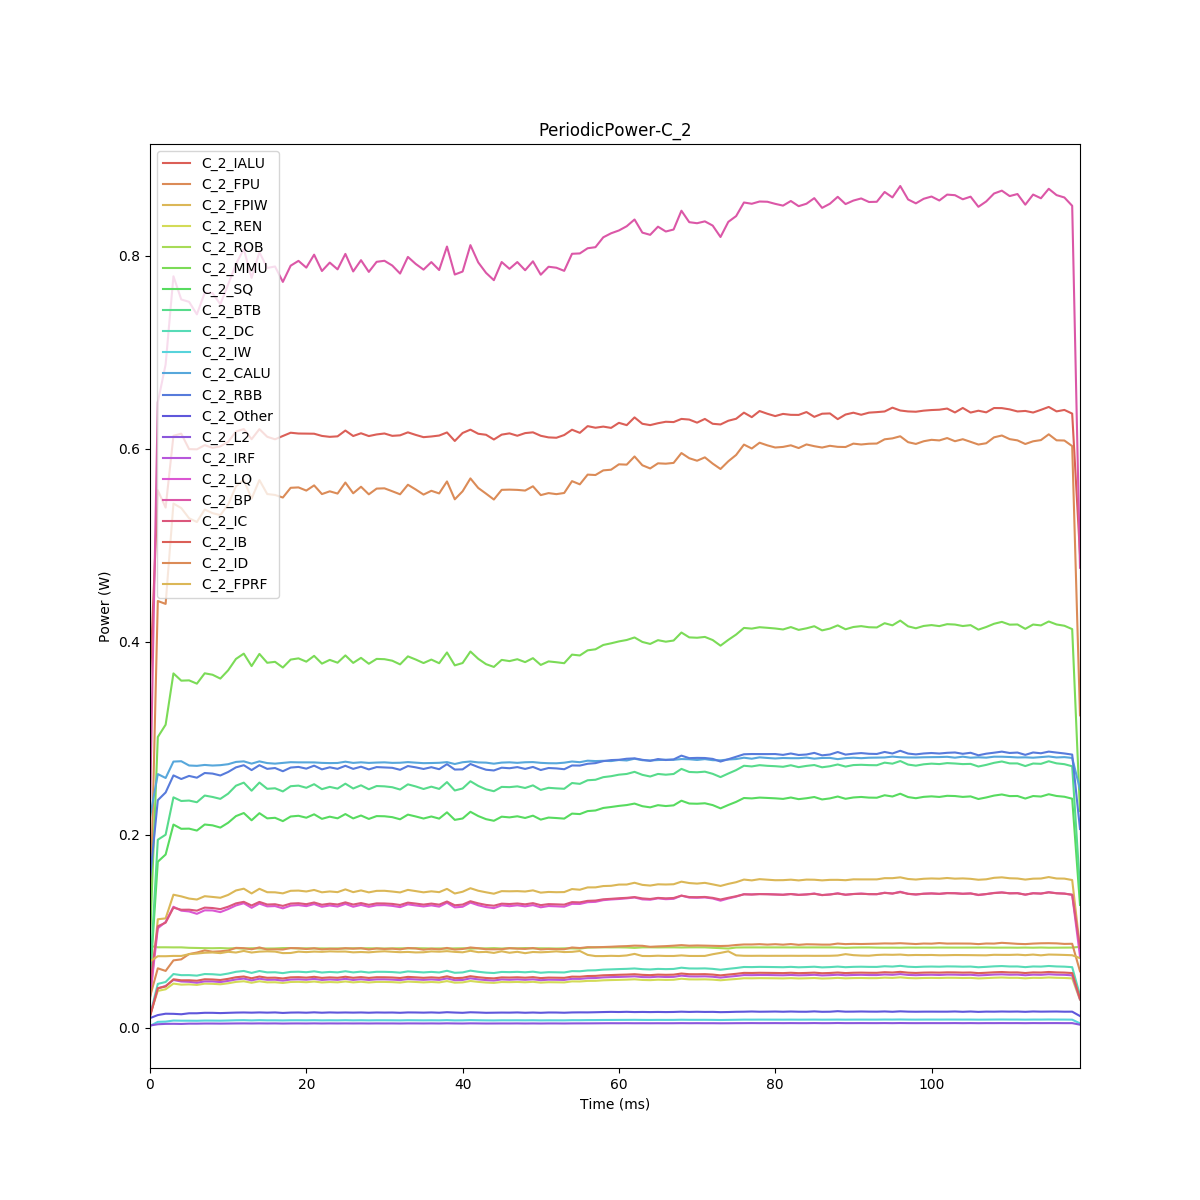 PeriodicPower-C_2
C_2_IALU
C_2_FPU
C_2_FPIW
C_2_REN
C_2_ROB
C_2_MMU
C_2_SQ
C_2_BTB
C_2_DC
C_2_IW
C_2_CALU
C_2_RBB
C_2_Other
C_2_L2
C_2_IRF
C_2_LQ
C_2_BP
C_2_IC
C_2_IB
C_2_ID
C_2_FPRF
Power (W)
0.8
0.6
0.4
0.2
0.0
0 20 40 60 80 100
Time (ms)